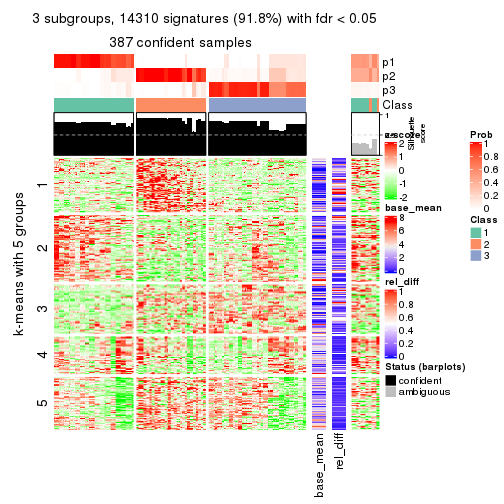 3 subgroups, 14310 signatures (91.8%) with fdr < 0.05
387 confident samples
p1
p2
p3
Class
1
Silhouette
score
z-score
2
1
0
-1
-2
base_mean
8
6
4
2
0
rel_diff
1
0.8
0.6
0.4
0.2
0
Status (barplots)
confident
ambiguous
Prob
1
0.8
0.6
0.4
0.2
0
Class
1
2
3
k-means with 5 groups
1
2
3
4
5
base_mean
rel_diff